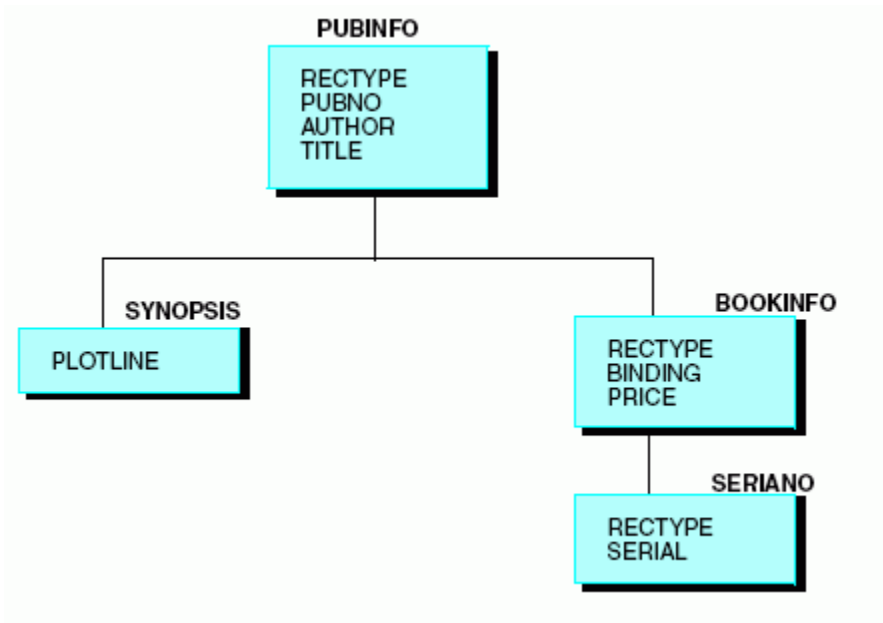 PUBINFO
RECTYPE
PUBNO
AUTHOR
TITLE
SYNOPSIS
PLOTLINE
BOOKINFO
RECTYPE
BINDING
PRICE
SERIANO
RECTYPE
SERIAL